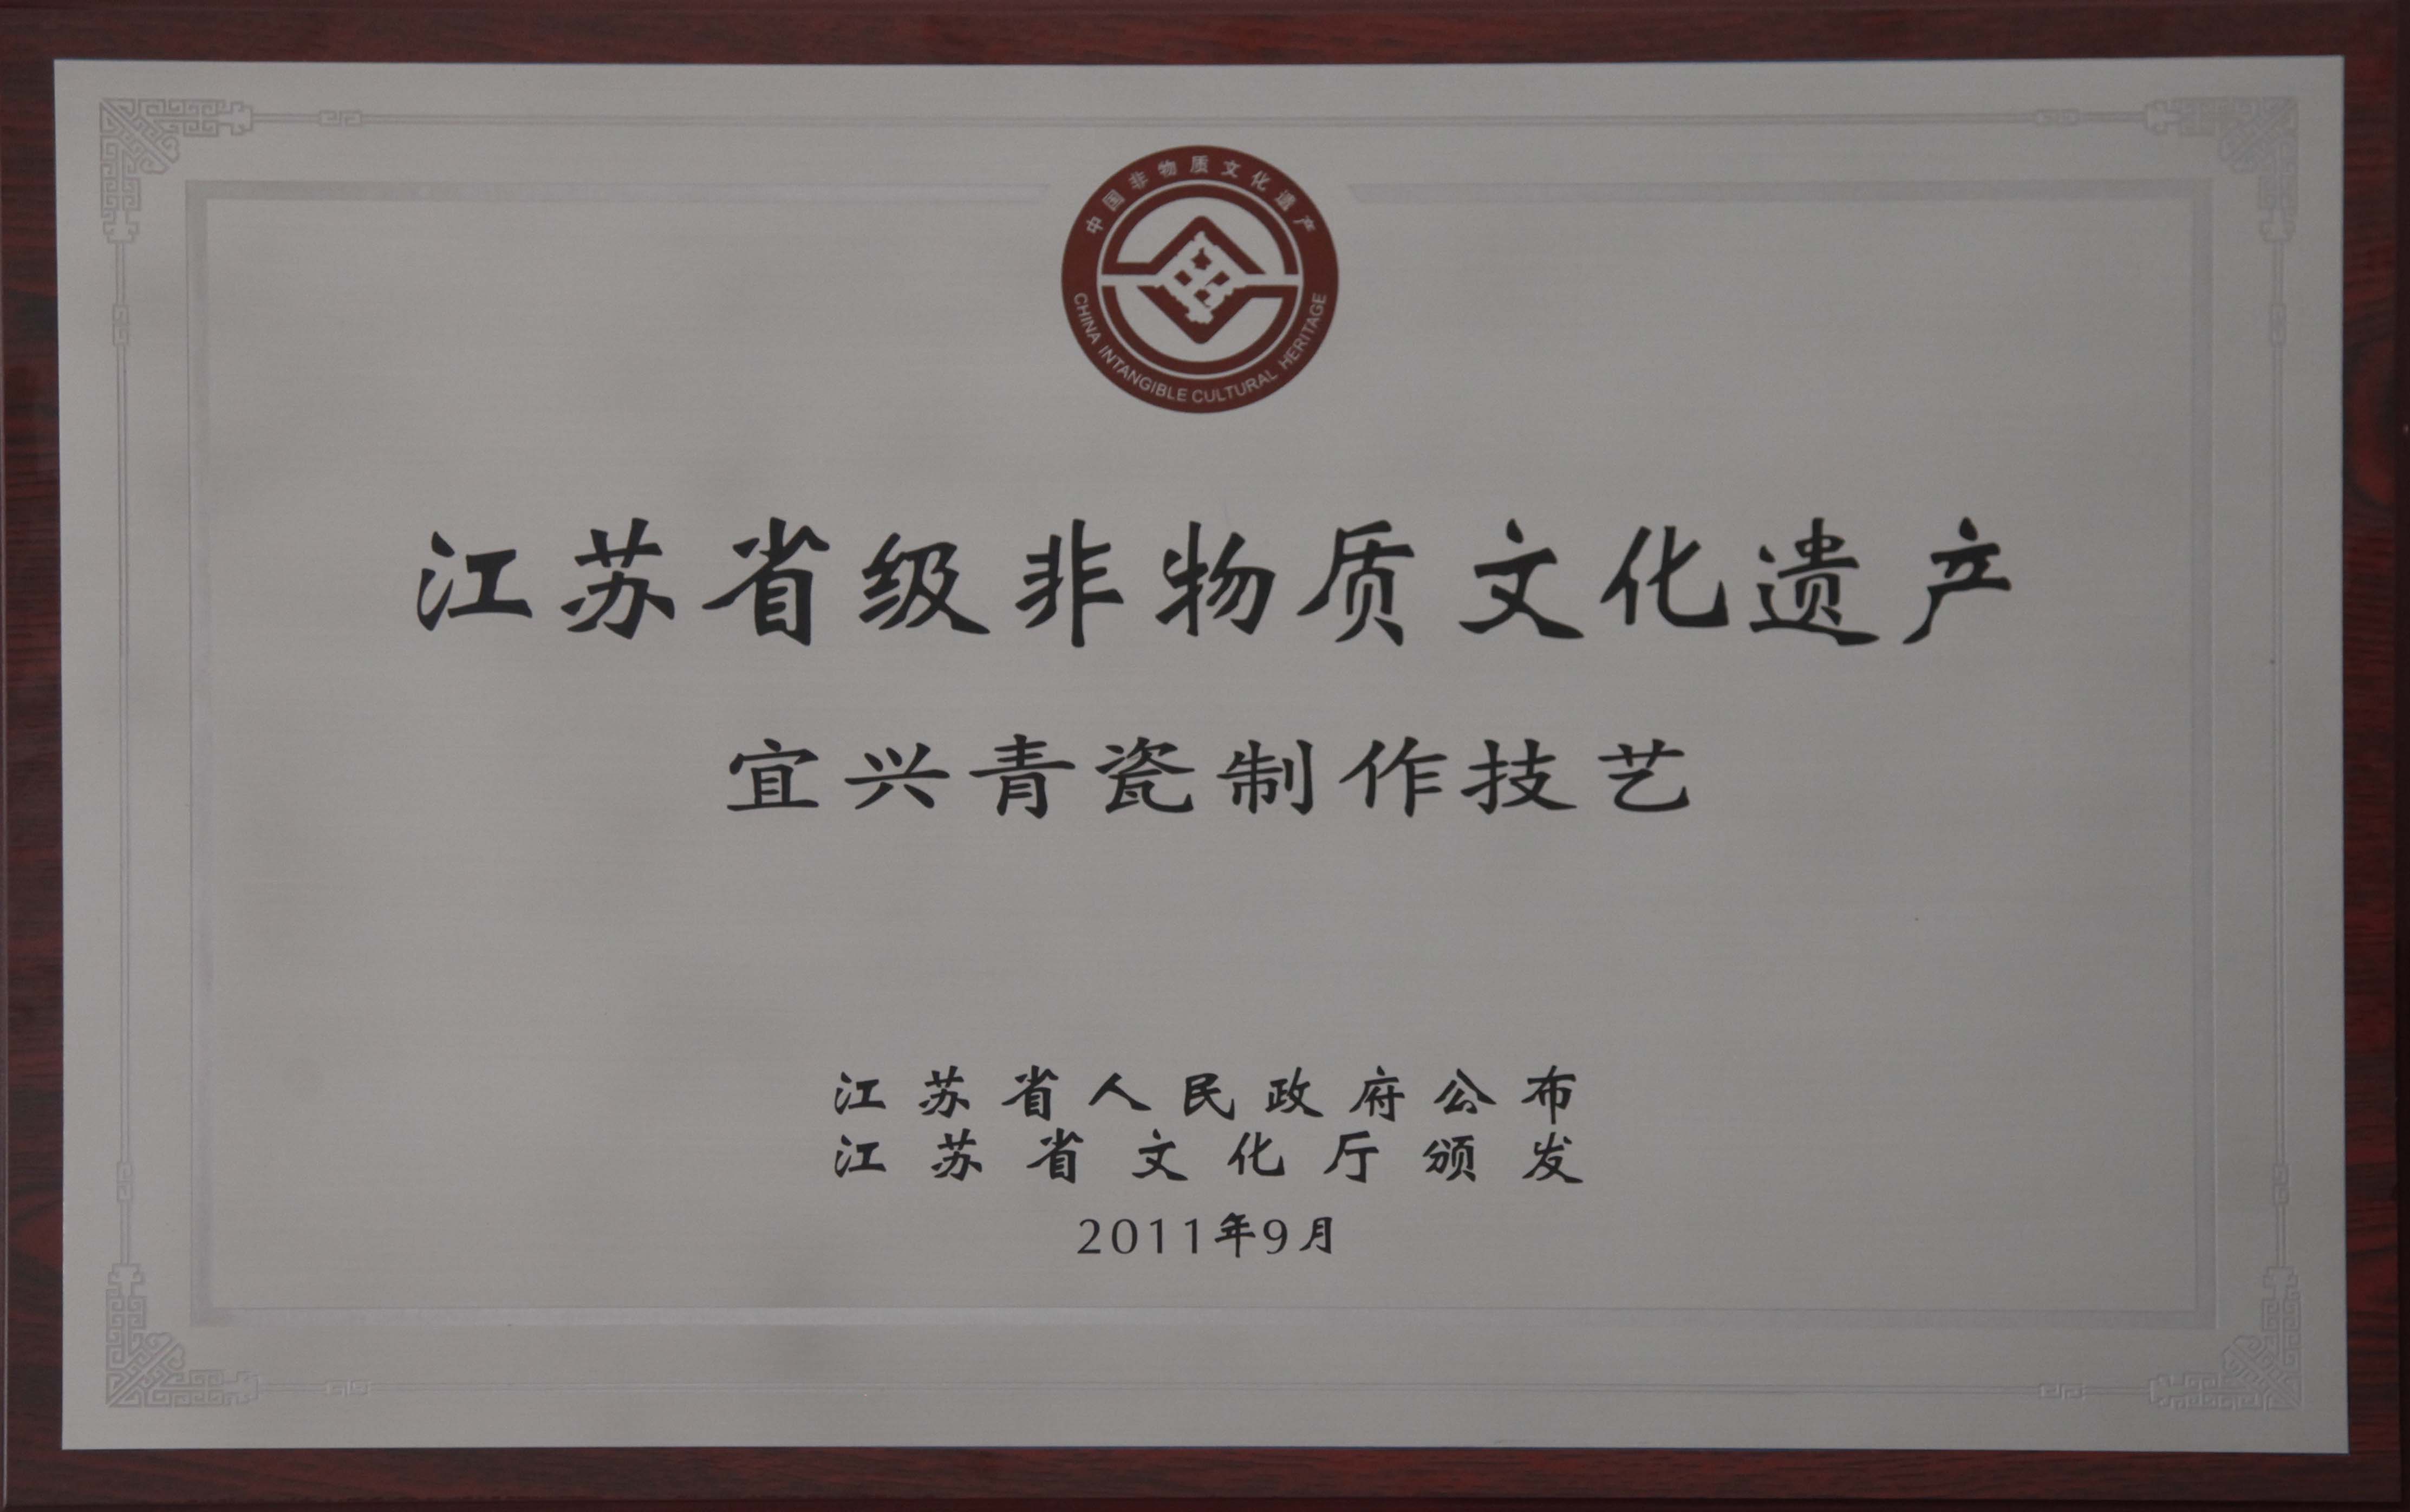 中国非物质文化遗产
CHINA INTANGIBLE CULTURAL HERITAGE
江苏省级非物质文化遗产
宜兴青瓷制作技艺
江苏省人民政府公布
江苏省文化厅颁发
2011年9月